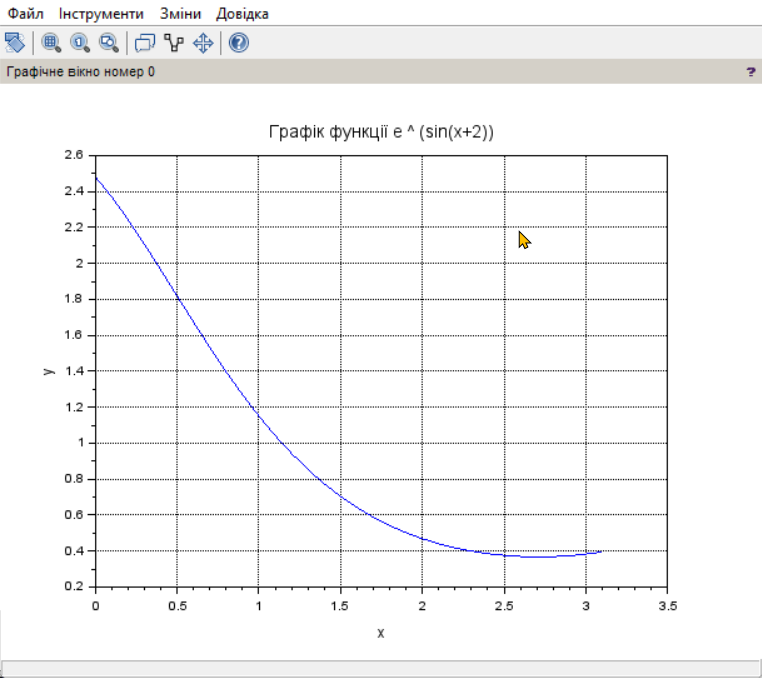 Файл Інструменти Зміни Довідка
Графічне вікно номер 0 ?
Графік функції e ^ (sin(x+2))
2.6
2.4
2.2
2
1.8
1.6
y
1.4
1.2
1
0.8
0.6
0.4
0.2
0 0.5 1 1.5 2 2.5 3 3.5
x